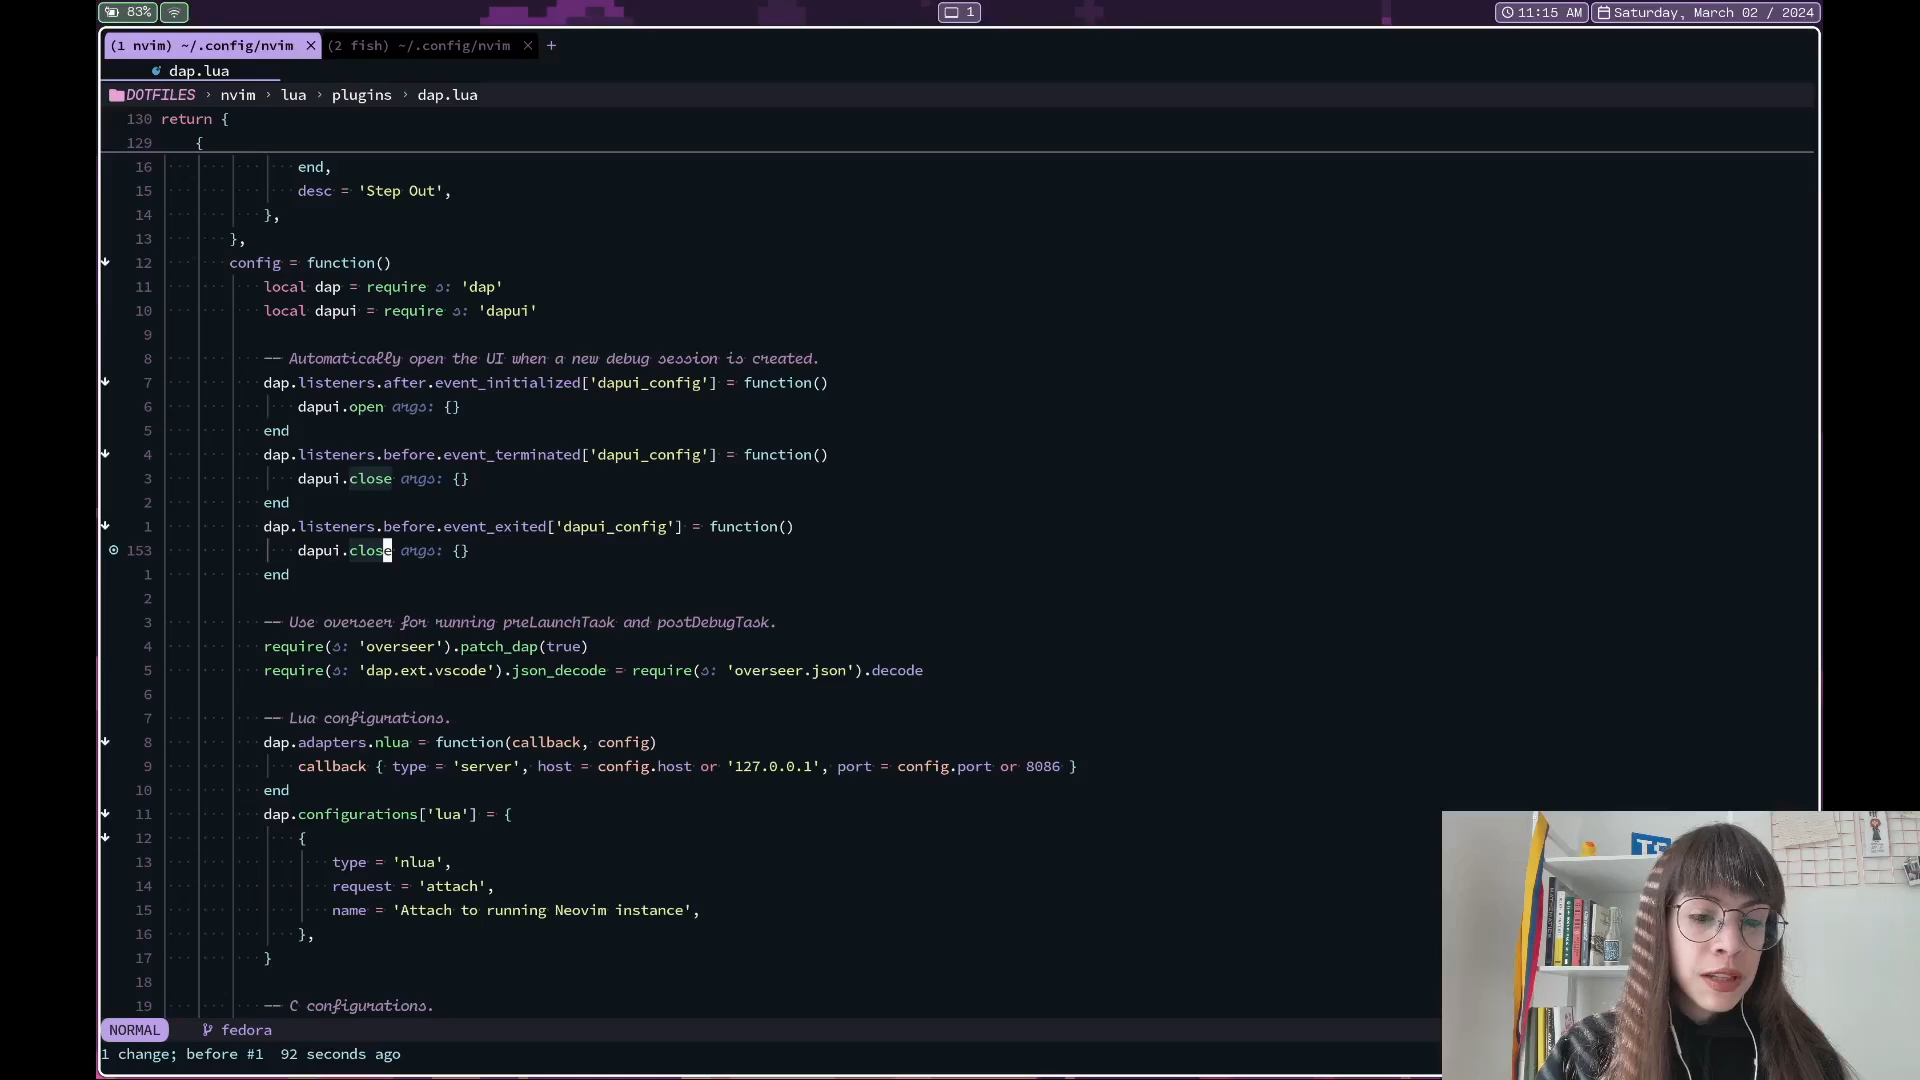 83%
1
11:15 AM
Saturday, March 02 / 2024
(1 nvim) ~/.config/nvim × (2 fish) ~/.config/nvim × +
dap.lua
DOTFILES › nvim › lua › plugins › dap.lua
130 return {
129 {
16 end,
15 desc = 'Step Out',
14 },
13 },
12 config = function()
11 local dap = require s: 'dap'
10 local dapui = require s: 'dapui'
9
8 -- Automatically open the UI when a new debug session is created.
7 dap.listeners.after.event_initialized['dapui_config'] = function()
6 dapui.open args: {}
5 end
4 dap.listeners.before.event_terminated['dapui_config'] = function()
3 dapui.close args: {}
2 end
1 dap.listeners.before.event_exited['dapui_config'] = function()
153 dapui.close args: {}
1 end
2
3 -- Use overseer for running preLaunchTask and postDebugTask.
4 require(s: 'overseer').patch_dap(true)
5 require(s: 'dap.ext.vscode').json_decode = require(s: 'overseer.json').decode
6
7 -- Lua configurations.
8 dap.adapters.nlua = function(callback, config)
9 callback { type = 'server', host = config.host or '127.0.0.1', port = config.port or 8086 }
10 end
11 dap.configurations['lua'] = {
12 {
13 type = 'nlua',
14 request = 'attach',
15 name = 'Attach to running Neovim instance',
16 },
17 }
18
19 -- C configurations.
NORMAL fedora
1 change; before #1 92 seconds ago
TS